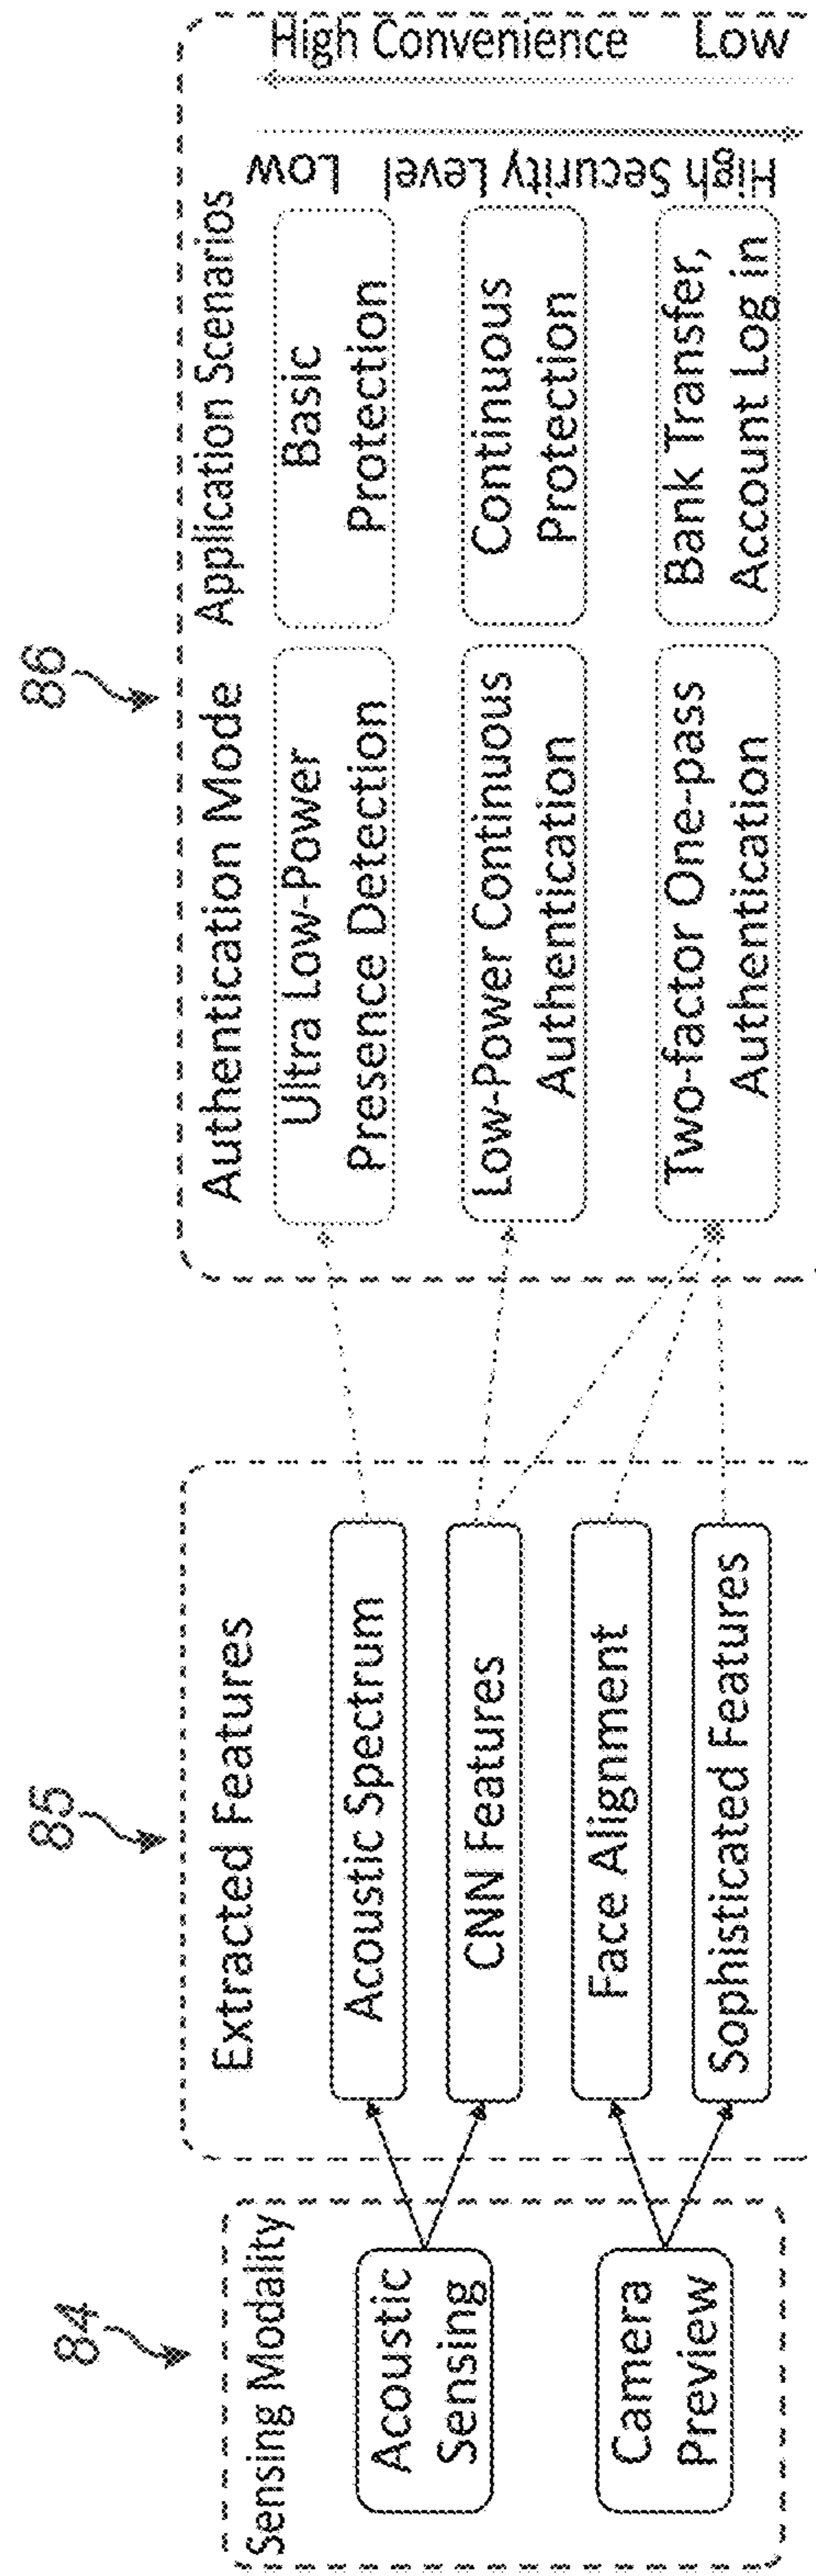 84
Sensing Modality
Acoustic
Sensing
Camera
Preview
85
Extracted Features
Acoustic Spectrum
CNN Features
Face Alignment
Sophisticated Features
86
Authentication Mode
Application Scenarios
Ultra Low-Power
Presence Detection
Basic
Protection
Low-Power Continuous
Authentication
Continuous
Protection
Two-factor One-pass
Authentication
Bank Transfer,
Account Log in
High Security Level Low
High Convenience Low